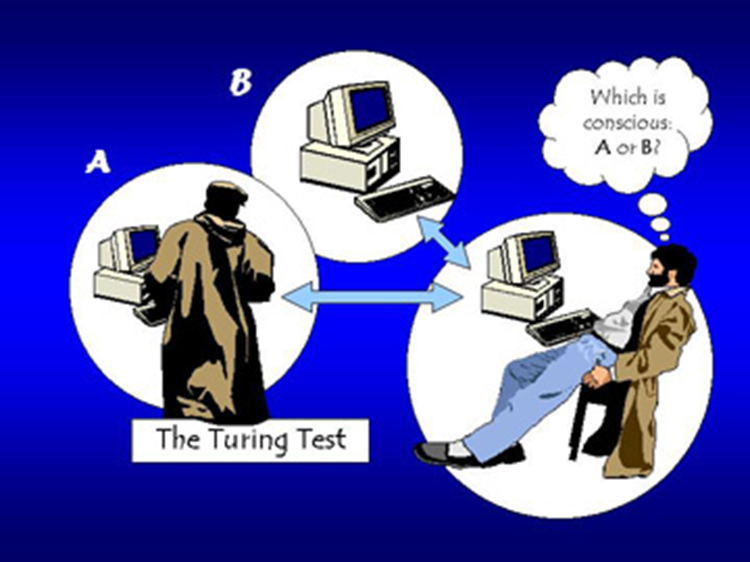 B
A
Which is
conscious:
A or B?
The Turing Test